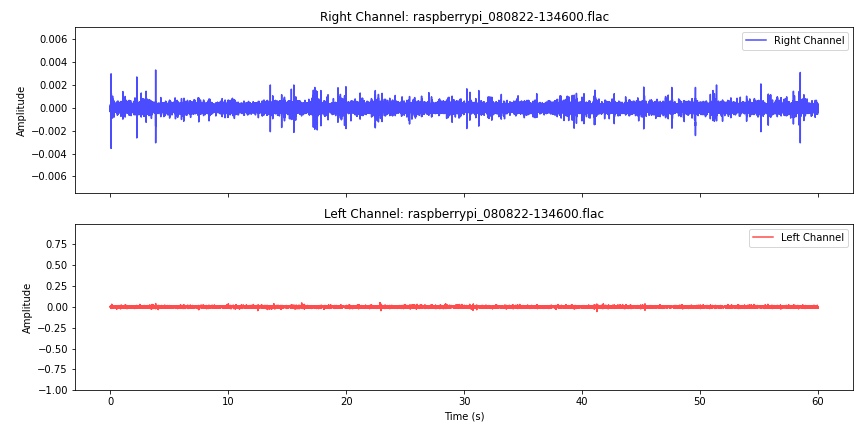 Right Channel: raspberrypi_080822-134600.flac
Right Channel
Amplitude
0.006
0.004
0.002
0.000
−0.002
−0.004
−0.006
Left Channel: raspberrypi_080822-134600.flac
Left Channel
Amplitude
0.75
0.50
0.25
0.00
−0.25
−0.50
−0.75
−1.00
0 10 20 30 40 50 60
Time (s)